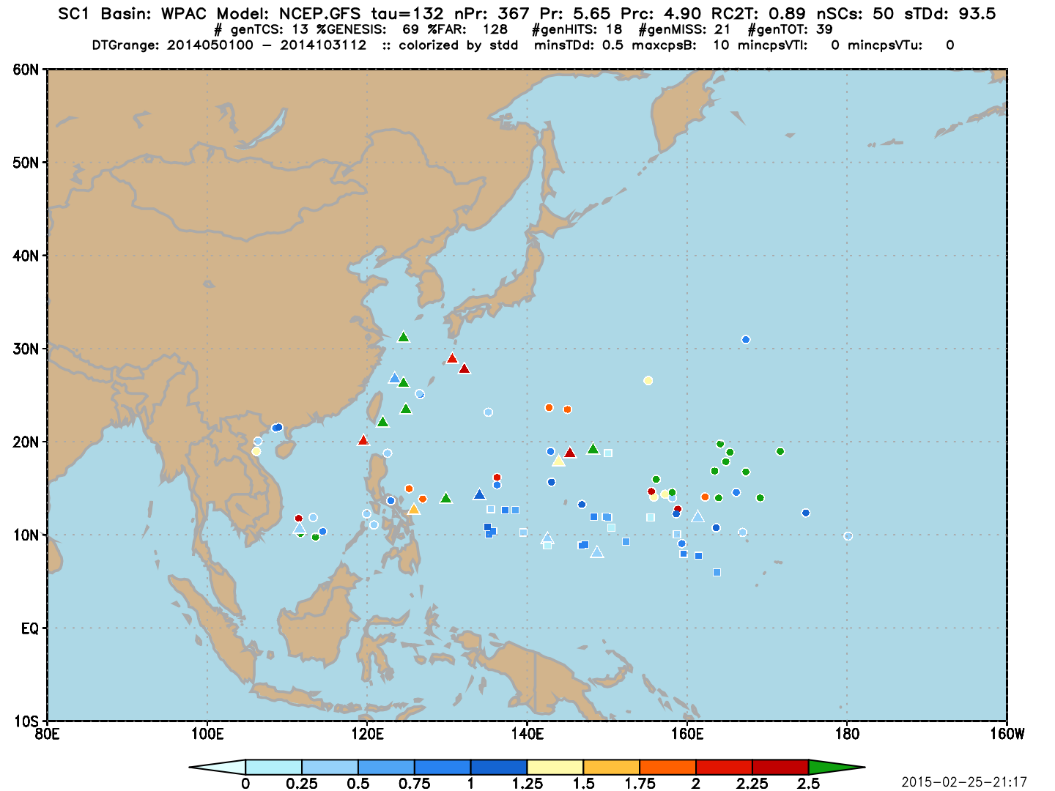 SC1 Basin: WPAC Model: NCEP.GFS tau=132 nPr: 367 Pr: 5.65 Prc: 4.90 RC2T: 0.89 nSCs: 50 sTDd: 93.5
# genTCS: 13 %GENESIS: 69 %FAR: 128 #genHITS: 18 #genMISS: 21 #genTOT: 39
DTGrange: 2014050100 – 2014103112 :: colorized by stdd minsTDd: 0.5 maxcpsB: 10 mincpsVTl: 0 mincpsVTu: 0
60N
50N
40N
30N
20N
10N
EQ
10S
80E 100E 120E 140E 160E 180 160W
0 0.25 0.5 0.75 1 1.25 1.5 1.75 2 2.25 2.5
2015-02-25-21:17